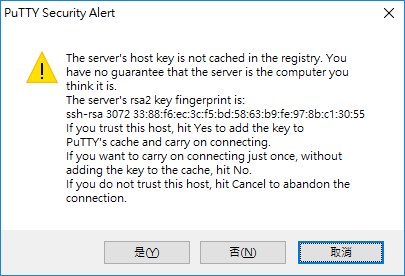 PuTTY Security Alert
The server's host key is not cached in the registry. You
have no guarantee that the server is the computer you
think it is.
The server's rsa2 key fingerprint is:
ssh-rsa 3072 33:88:f6:ec:3c:f5:bd:58:63:b9:fe:97:8b:c1:30:55
If you trust this host, hit Yes to add the key to
PuTTY's cache and carry on connecting.
If you want to carry on connecting just once, without
adding the key to the cache, hit No.
If you do not trust this host, hit Cancel to abandon the
connection.
是(Y) 否(N) 取消